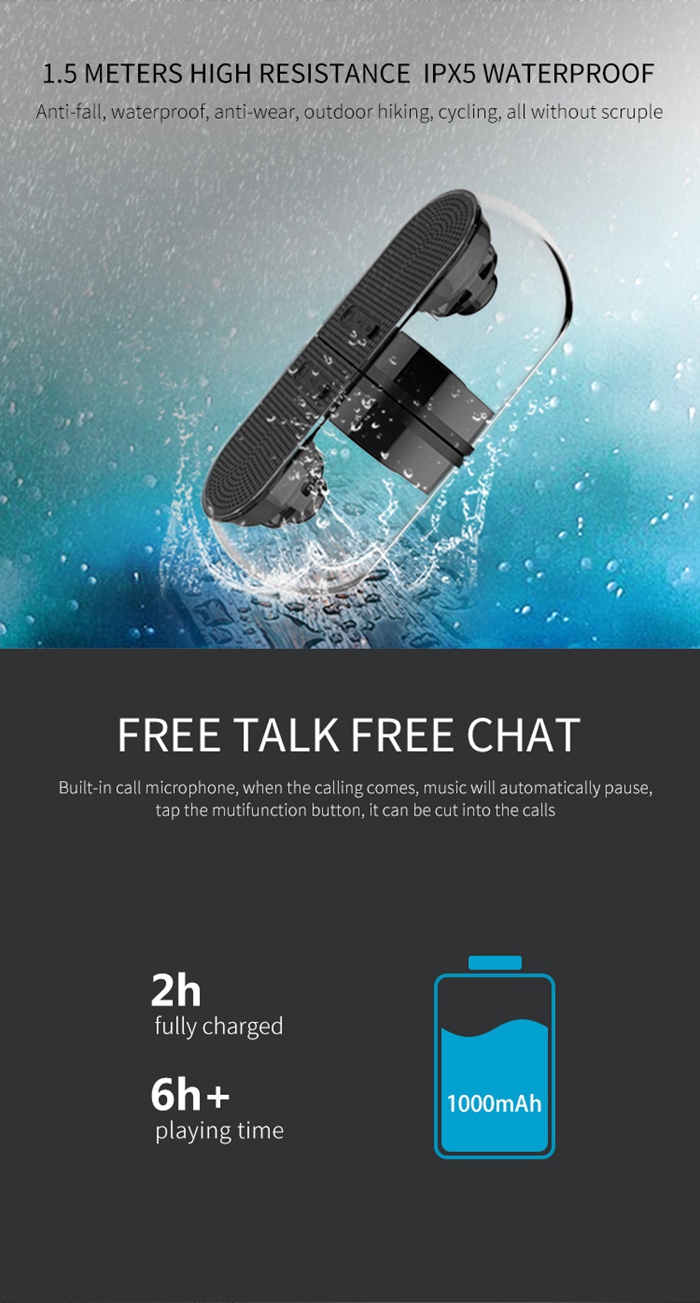 1.5 METERS HIGH RESISTANCE IPX5 WATERPROOF
Anti-fall, waterproof, anti-wear, outdoor hiking, cycling, all without scruple
FREE TALK FREE CHAT
Built-in call microphone, when the calling comes, music will automatically pause,
tap the mutifunction button, it can be cut into the calls
2h
fully charged
6h+
playing time
1000mAh